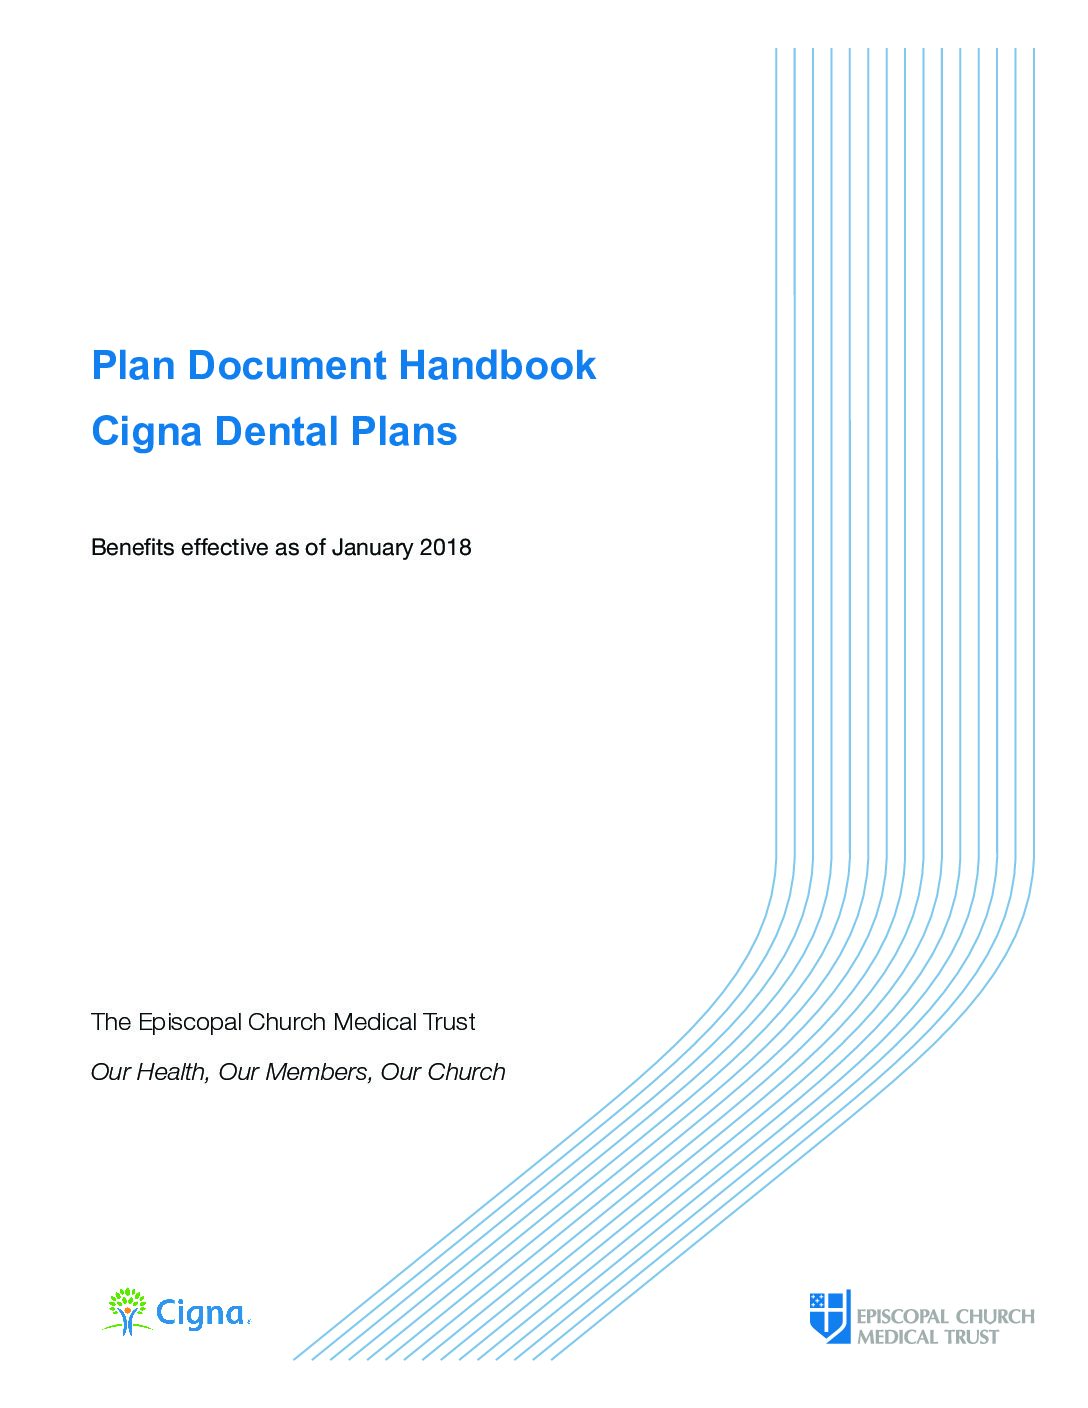 Plan Document Handbook
Cigna Dental Plans
Benefits effective as of January 2018
The Episcopal Church Medical Trust
Our Health, Our Members, Our Church
Cigna
EPISCOPAL CHURCH
MEDICAL TRUST